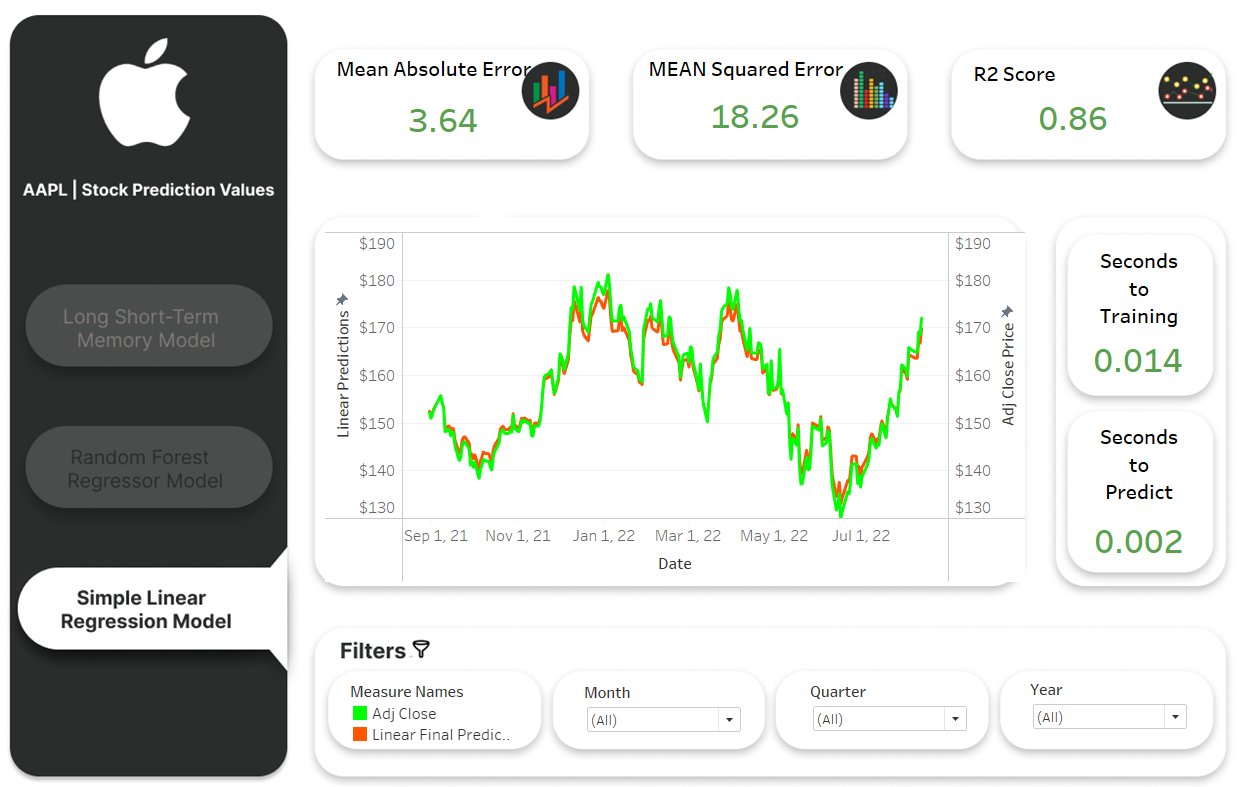 AAPL | Stock Prediction Values
Long Short-Term
Memory Model
Random Forest
Regressor Model
Simple Linear
Regression Model
Mean Absolute Error
3.64
MEAN Squared Error
18.26
R2 Score
0.86
$190
$180
$170
$160
$150
$140
$130
Linear Predictions
$190
$180
$170
$160
$150
$140
$130
Adj Close Price
Sep 1, 21
Nov 1, 21
Jan 1, 22
Mar 1, 22
May 1, 22
Jul 1, 22
Date
Seconds
to
Training
0.014
Seconds
to
Predict
0.002
Filters
Measure Names
Adj Close
Linear Final Predic..
Month
(All)
Quarter
(All)
Year
(All)